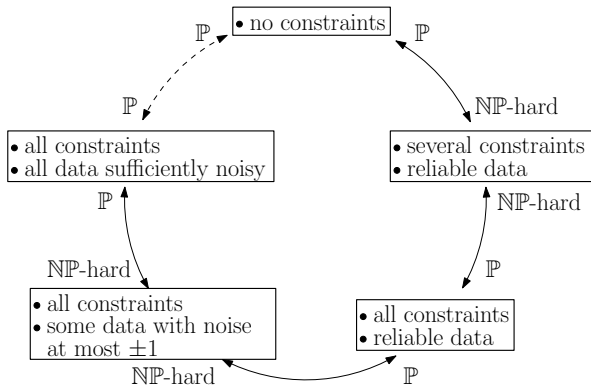 • no constraints
ℙ
ℙ
ℙ
ℕℙ-hard
• all constraints
• all data sufficiently noisy
• several constraints
• reliable data
ℙ
ℕℙ-hard
ℕℙ-hard
ℙ
• all constraints
• some data with noise
at most ±1
• all constraints
• reliable data
ℕℙ-hard
ℙ